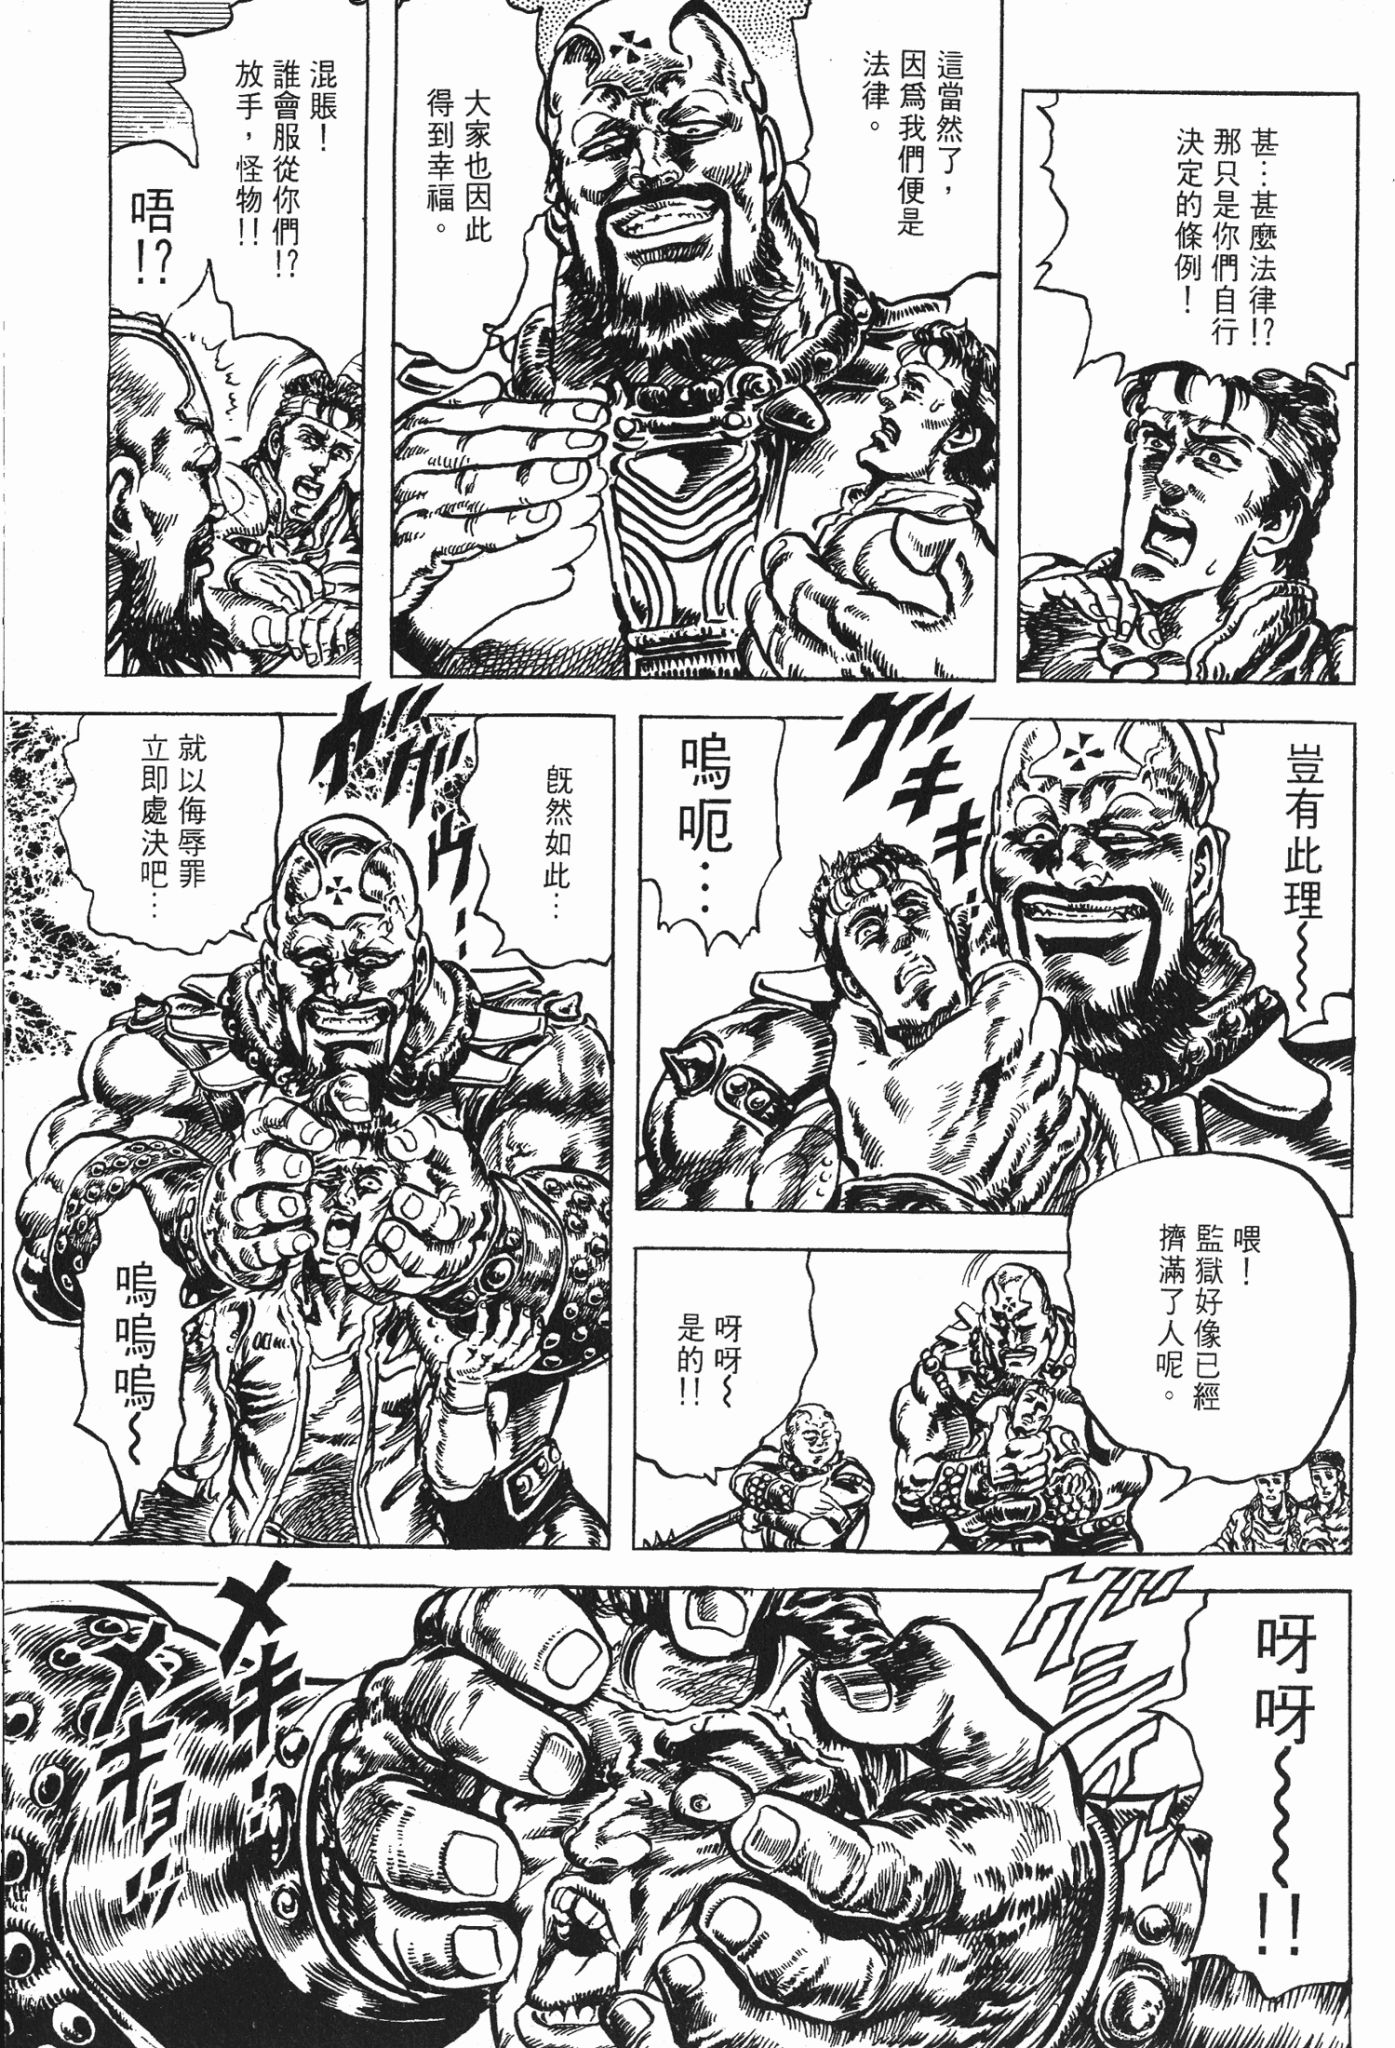 甚…甚麼法律!?
那只是你們自行
決定的條例！
這當然了，
因爲我們便是
法律。
大家也因此
得到幸福。
混賬！
誰會服從你們!?
放手，怪物!!
唔!?
豈有此理〜
グキキ…
嗚呃…
喂！
監獄好像已經
擠滿了人呢。
呀呀〜
是的!!
既然如此…
ガガガ…
就以侮辱罪
立即處決吧…
嗚嗚嗚〜
呀呀〜!!
メキ…
メキョ…